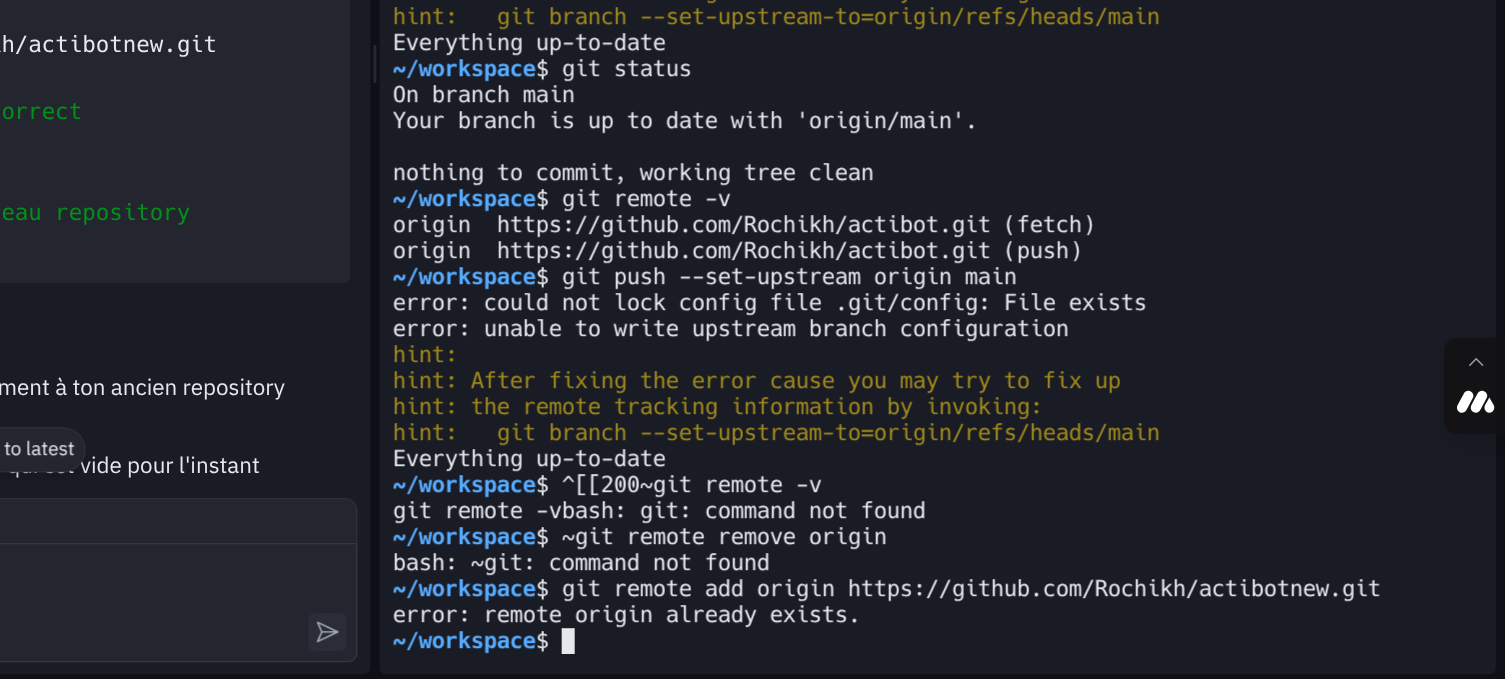 h/actibotnew.git
orrect
eau repository
ment à ton ancien repository
to latest
vide pour l'instant
hint:   git branch --set-upstream-to=origin/refs/heads/main
Everything up-to-date
~/workspace$ git status
On branch main
Your branch is up to date with 'origin/main'.
nothing to commit, working tree clean
~/workspace$ git remote -v
origin  https://github.com/Rochikh/actibot.git (fetch)
origin  https://github.com/Rochikh/actibot.git (push)
~/workspace$ git push --set-upstream origin main
error: could not lock config file .git/config: File exists
error: unable to write upstream branch configuration
hint:
hint: After fixing the error cause you may try to fix up
hint: the remote tracking information by invoking:
hint:   git branch --set-upstream-to=origin/refs/heads/main
Everything up-to-date
~/workspace$ ^[[200~git remote -v
git remote -vbash: git: command not found
~/workspace$ ~git remote remove origin
bash: ~git: command not found
~/workspace$ git remote add origin https://github.com/Rochikh/actibotnew.git
error: remote origin already exists.
~/workspace$